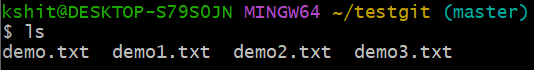 kshit@DESKTOP-S79SOJN MINGW64 ~/testgit (master)
$ ls
demo.txt  demo1.txt  demo2.txt  demo3.txt